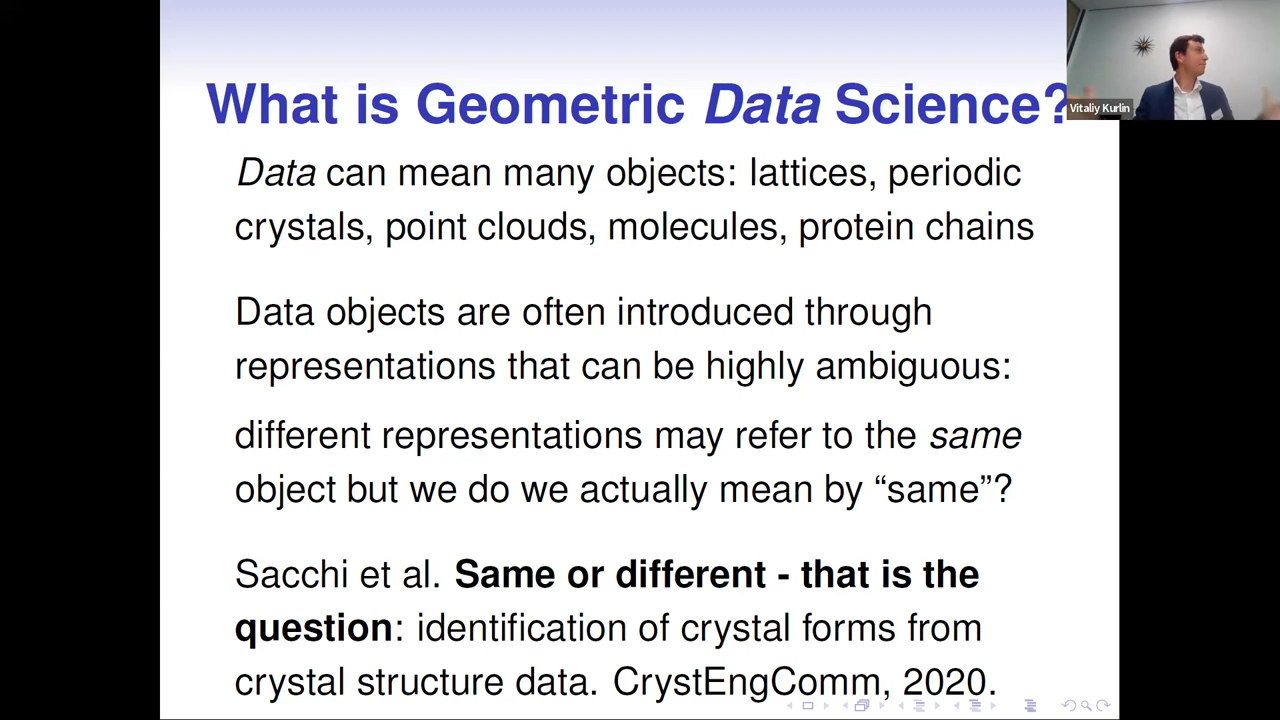 What is Geometric Data Science?
Vitaliy Kurlin
Data can mean many objects: lattices, periodic
crystals, point clouds, molecules, protein chains
Data objects are often introduced through
representations that can be highly ambiguous:
different representations may refer to the same
object but we do we actually mean by “same”?
Sacchi et al. Same or different - that is the
question: identification of crystal forms from
crystal structure data. CrystEngComm, 2020.